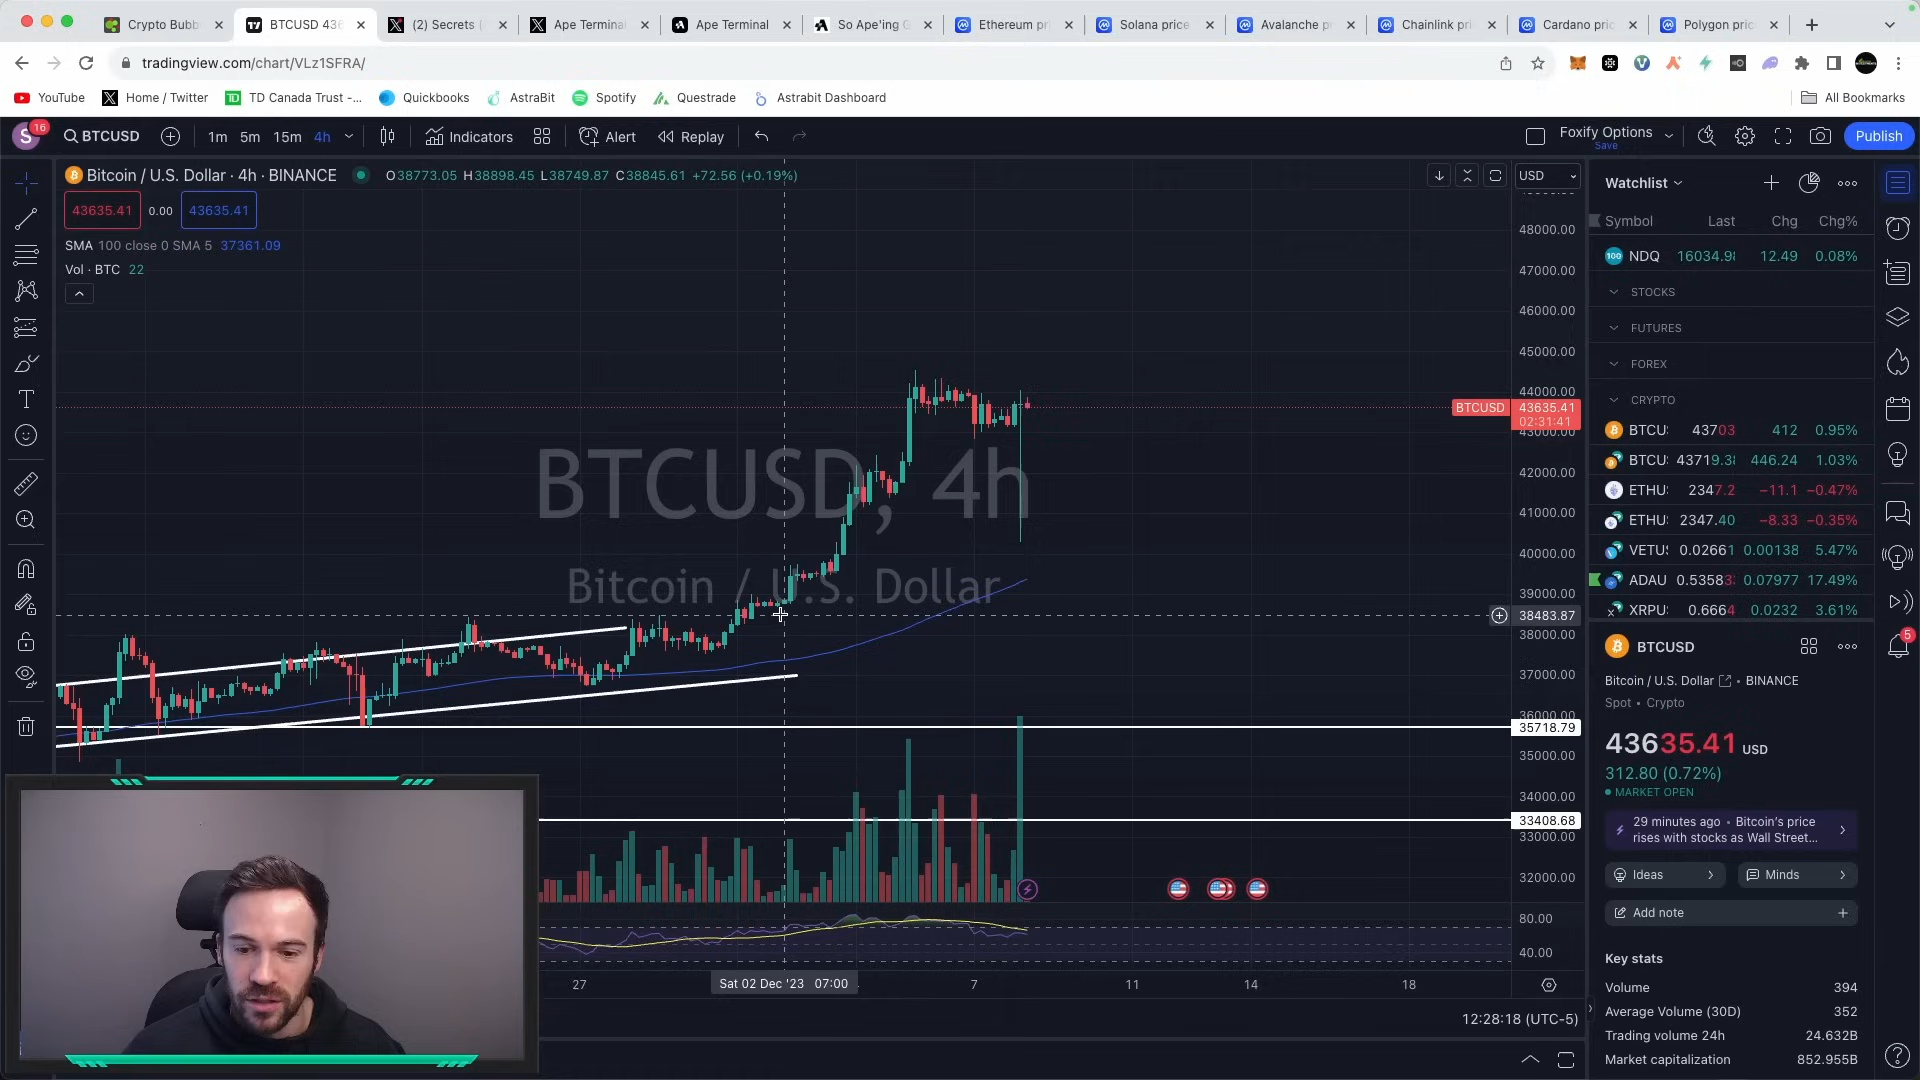 Crypto Bubb
BTCUSD 436
(2) Secrets
Ape Termina
Ape Terminal
So Ape'ing
Ethereum pr
Solana price
Avalanche pr
Chainlink pri
Cardano pric
Polygon pric
tradingview.com/chart/VLz1SFRA/
YouTube
Home / Twitter
TD Canada Trust -...
Quickbooks
AstraBit
Spotify
Questrade
Astrabit Dashboard
All Bookmarks
S 16
BTCUSD
1m 5m 15m 4h
Indicators
Alert
Replay
Foxify Options
Save
Publish
Bitcoin / U.S. Dollar · 4h · BINANCE
O38773.05 H38898.45 L38749.87 C38845.61 +72.56 (+0.19%)
USD
43635.41 0.00 43635.41
SMA 100 close 0 SMA 5 37361.09
Vol · BTC 22
BTCUSD, 4h
Bitcoin / U.S. Dollar
48000.00
47000.00
46000.00
45000.00
44000.00
BTCUSD 43635.41
02:31:41
43000.00
42000.00
41000.00
40000.00
39000.00
38483.87
38000.00
37000.00
36000.00
35718.79
35000.00
34000.00
33408.68
33000.00
32000.00
80.00
40.00
27
Sat 02 Dec '23 07:00
7
11
14
18
12:28:18 (UTC-5)
Watchlist
Symbol Last Chg Chg%
NDQ 16034.98 12.49 0.08%
STOCKS
FUTURES
FOREX
CRYPTO
BTCU 43703 412 0.95%
BTCU 43719.38 446.24 1.03%
ETHU 2347.2 −11.1 −0.47%
ETHU 2347.40 −8.33 −0.35%
VETUS 0.02661 0.00138 5.47%
ADAU 0.53583 0.07977 17.49%
XRPU 0.6664 0.0232 3.61%
BTCUSD
Bitcoin / U.S. Dollar • BINANCE
Spot • Crypto
43635.41 USD
312.80 (0.72%)
MARKET OPEN
29 minutes ago • Bitcoin's price
rises with stocks as Wall Street...
Ideas
Minds
Add note
Key stats
Volume 394
Average Volume (30D) 352
Trading volume 24h 24.632B
Market capitalization 852.955B
5